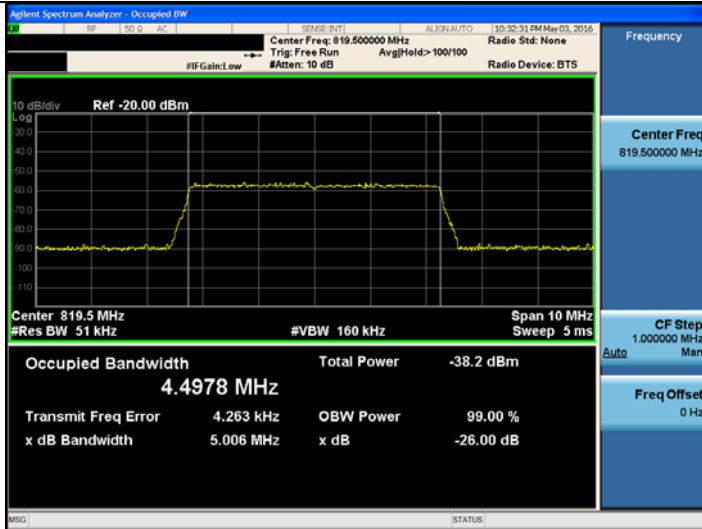 Agilent Spectrum Analyzer - Occupied BW
RF 50 Ω AC SENSE:INT ALIGN AUTO 10:32:31 PM May 03, 2016
Center Freq: 819.500000 MHz Radio Std: None
Trig: Free Run Avg|Hold:> 100/100
#IFGain:Low #Atten: 10 dB Radio Device: BTS
Frequency
10 dB/div Ref -20.00 dBm
Log
-30.0
-40.0
-50.0
-60.0
-70.0
-80.0
-90.0
-100
-110
Center 819.5 MHz Span 10 MHz
#Res BW 51 kHz #VBW 160 kHz Sweep 5 ms
Center Freq
819.500000 MHz
CF Step
1.000000 MHz
Auto Man
Freq Offset
0 Hz
Occupied Bandwidth Total Power -38.2 dBm
4.4978 MHz
Transmit Freq Error 4.263 kHz OBW Power 99.00 %
x dB Bandwidth 5.006 MHz x dB -26.00 dB
MSG STATUS